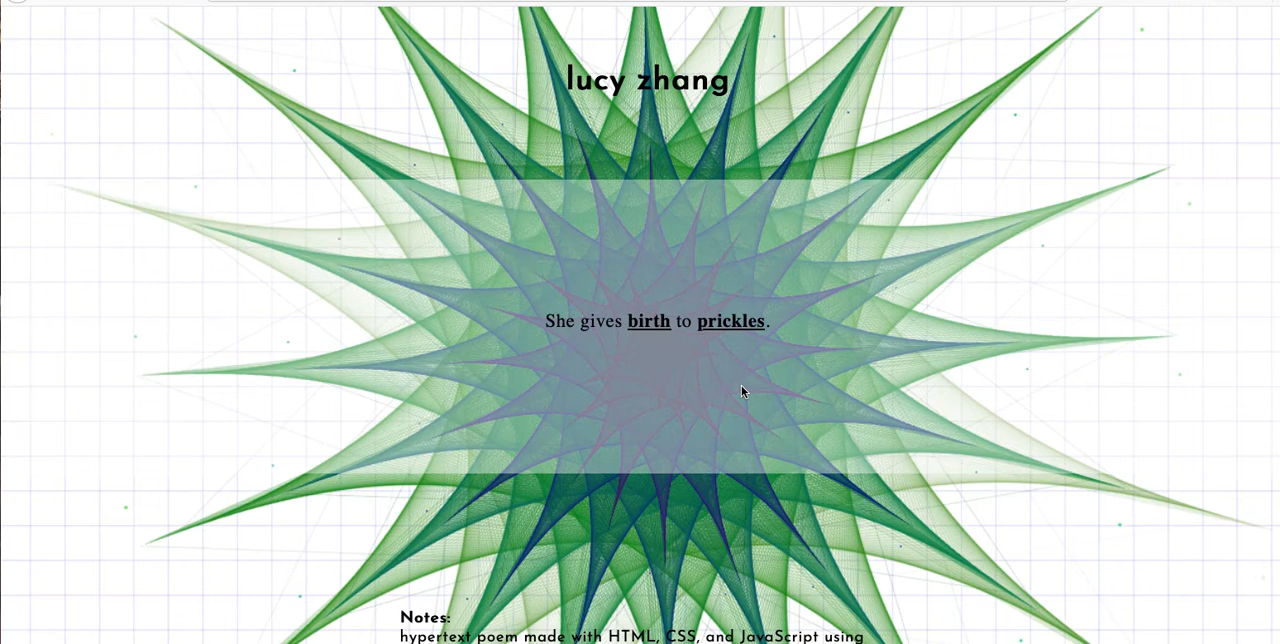 lucy zhang
She gives birth to prickles.
Notes:
hypertext poem made with HTML, CSS, and JavaScript using